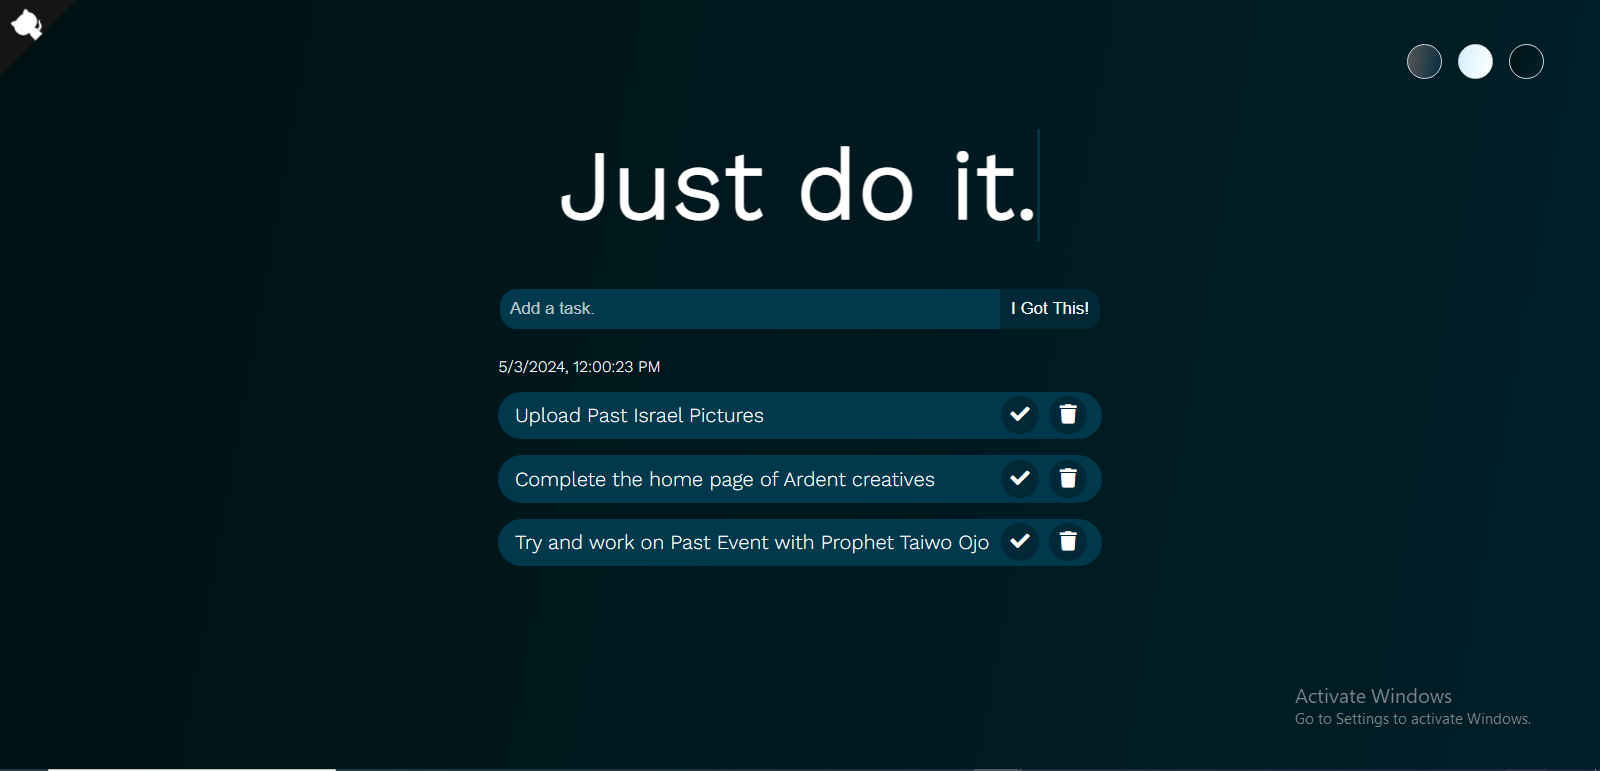 Just do it.
Add a task.
I Got This!
5/3/2024, 12:00:23 PM
Upload Past Israel Pictures
Complete the home page of Ardent creatives
Try and work on Past Event with Prophet Taiwo Ojo
Activate Windows
Go to Settings to activate Windows.